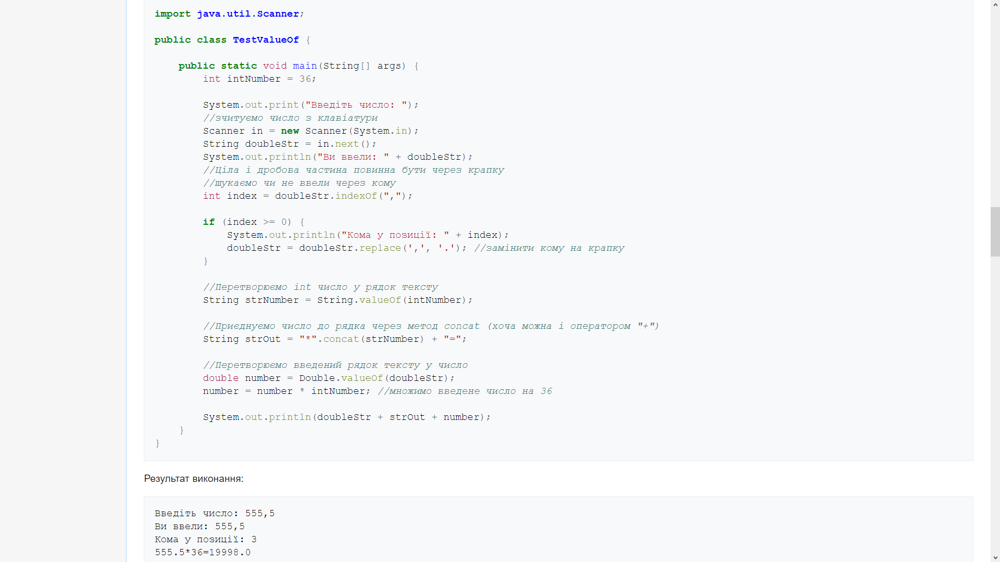 import java.util.Scanner;
public class TestValueOf {
public static void main(String[] args) {
int intNumber = 36;
System.out.print("Введіть число: ");
//зчитуємо число з клавіатури
Scanner in = new Scanner(System.in);
String doubleStr = in.next();
System.out.println("Ви ввели: " + doubleStr);
//Ціла і дробова частина повинна бути через крапку
//шукаємо чи не ввели через кому
int index = doubleStr.indexOf(",");
if (index >= 0) {
System.out.println("Кома у позиції: " + index);
doubleStr = doubleStr.replace(',', '.'); //замінити кому на крапку
}
//Перетворюємо int число у рядок тексту
String strNumber = String.valueOf(intNumber);
//Приєднуємо число до рядка через метод concat (хоча можна і оператором "+")
String strOut = "*".concat(strNumber) + "=";
//Перетворюємо введений рядок тексту у число
double number = Double.valueOf(doubleStr);
number = number * intNumber; //множимо введене число на 36
System.out.println(doubleStr + strOut + number);
}
}
Результат виконання:
Введіть число: 555,5
Ви ввели: 555,5
Кома у позиції: 3
555.5*36=19998.0